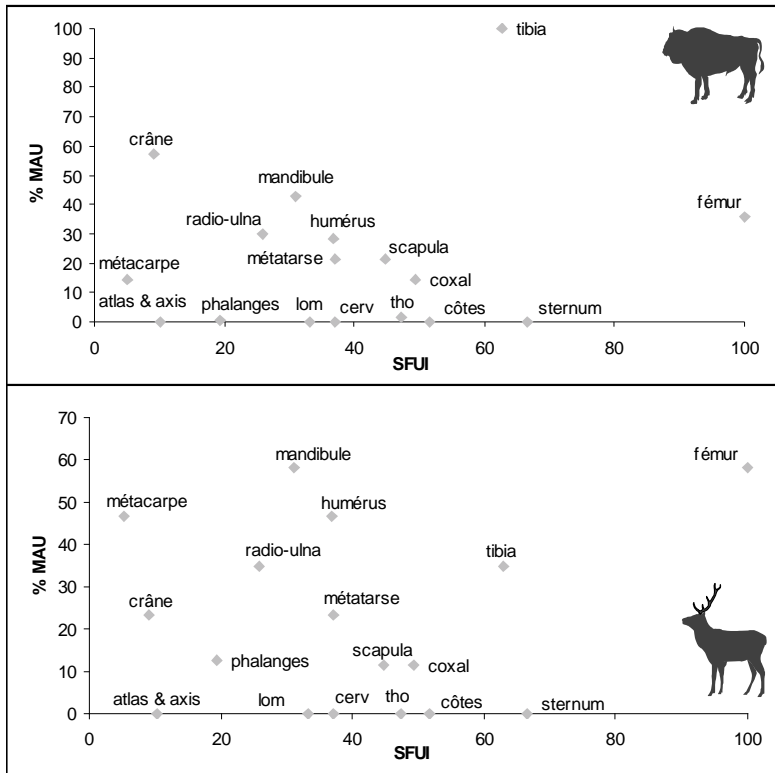 100
90
80
70
60
50
40
30
20
10
0
% MAU
tibia
crâne
mandibule
fémur
radio-ulna
humérus
métatarse
scapula
métacarpe
coxal
atlas & axis
phalanges
lom
cerv
tho
côtes
sternum
0 20 40 60 80 100
SFUI
70
60
50
40
30
20
10
0
% MAU
mandibule
fémur
métacarpe
humérus
radio-ulna
tibia
crâne
métatarse
phalanges
scapula
coxal
atlas & axis
lom
cerv
tho
côtes
sternum
0 20 40 60 80 100
SFUI